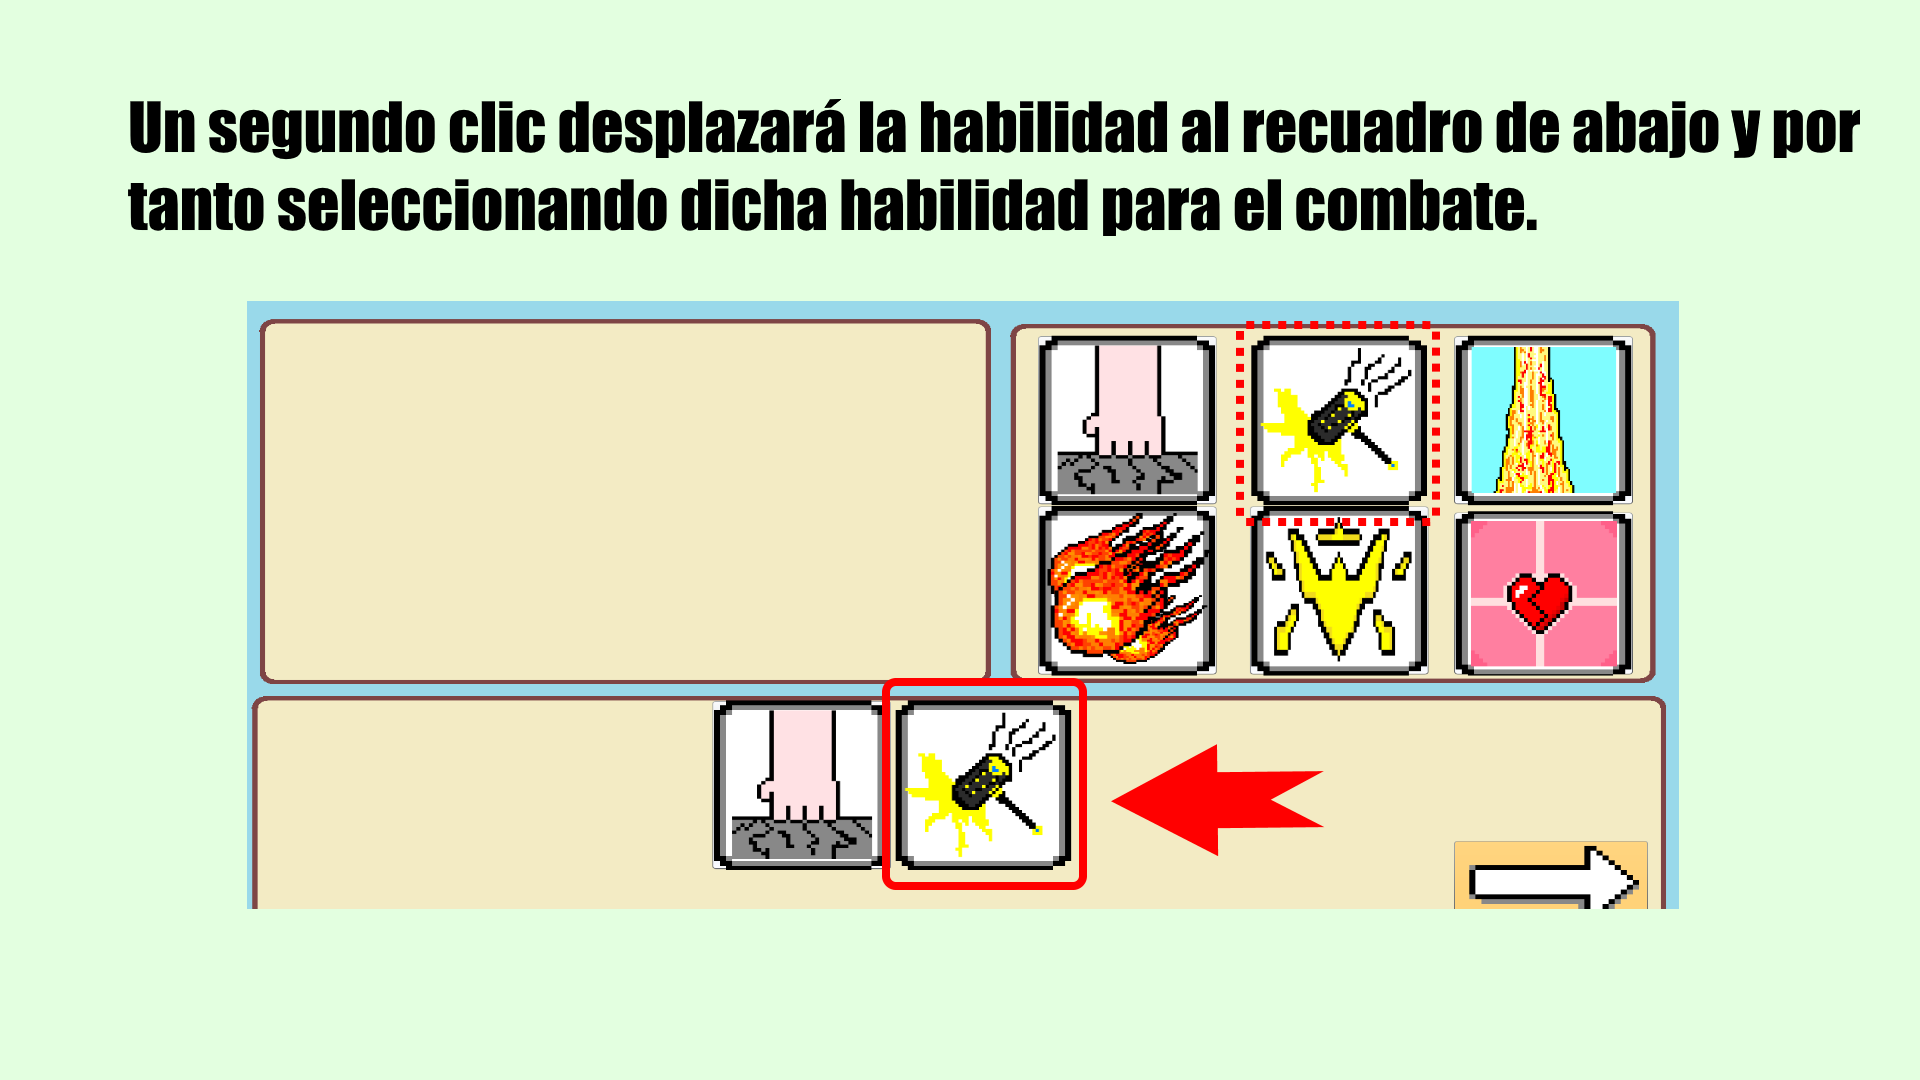 Un segundo clic desplazará la habilidad al recuadro de abajo y por
tanto seleccionando dicha habilidad para el combate.